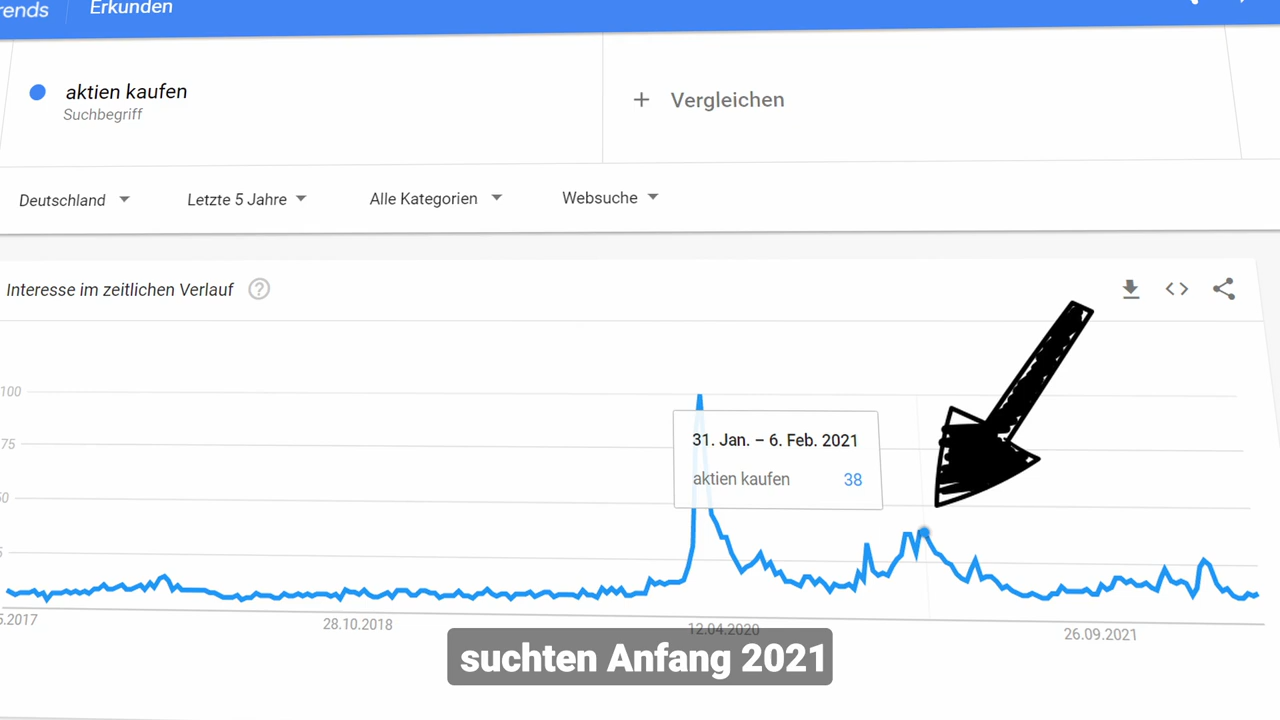 rends Erkunden
aktien kaufen
Suchbegriff
+ Vergleichen
Deutschland Letzte 5 Jahre Alle Kategorien Websuche
Interesse im zeitlichen Verlauf ?
100
75
31. Jan. – 6. Feb. 2021
aktien kaufen 38
28.10.2018 12.04.2020 26.09.2021
suchten Anfang 2021